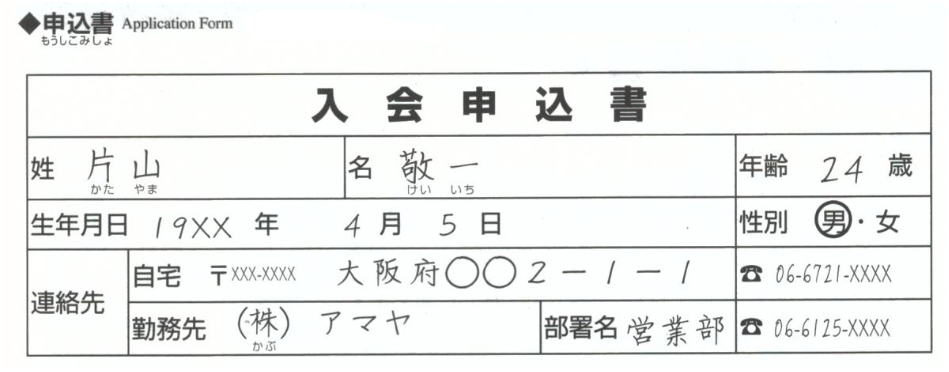 ◆申込書 Application Form
もうしこみしょ
入会申込書
姓 片山 名 敬一 年齢 24 歳
かた やま けい いち
生年月日 19XX 年 4 月 5 日 性別 男・女
連絡先
自宅 〒XXX-XXXX 大阪府〇〇2-1-1 ☎ 06-6721-XXXX
勤務先 (株) アマヤ 部署名 営業部 ☎ 06-6125-XXXX
かぶ